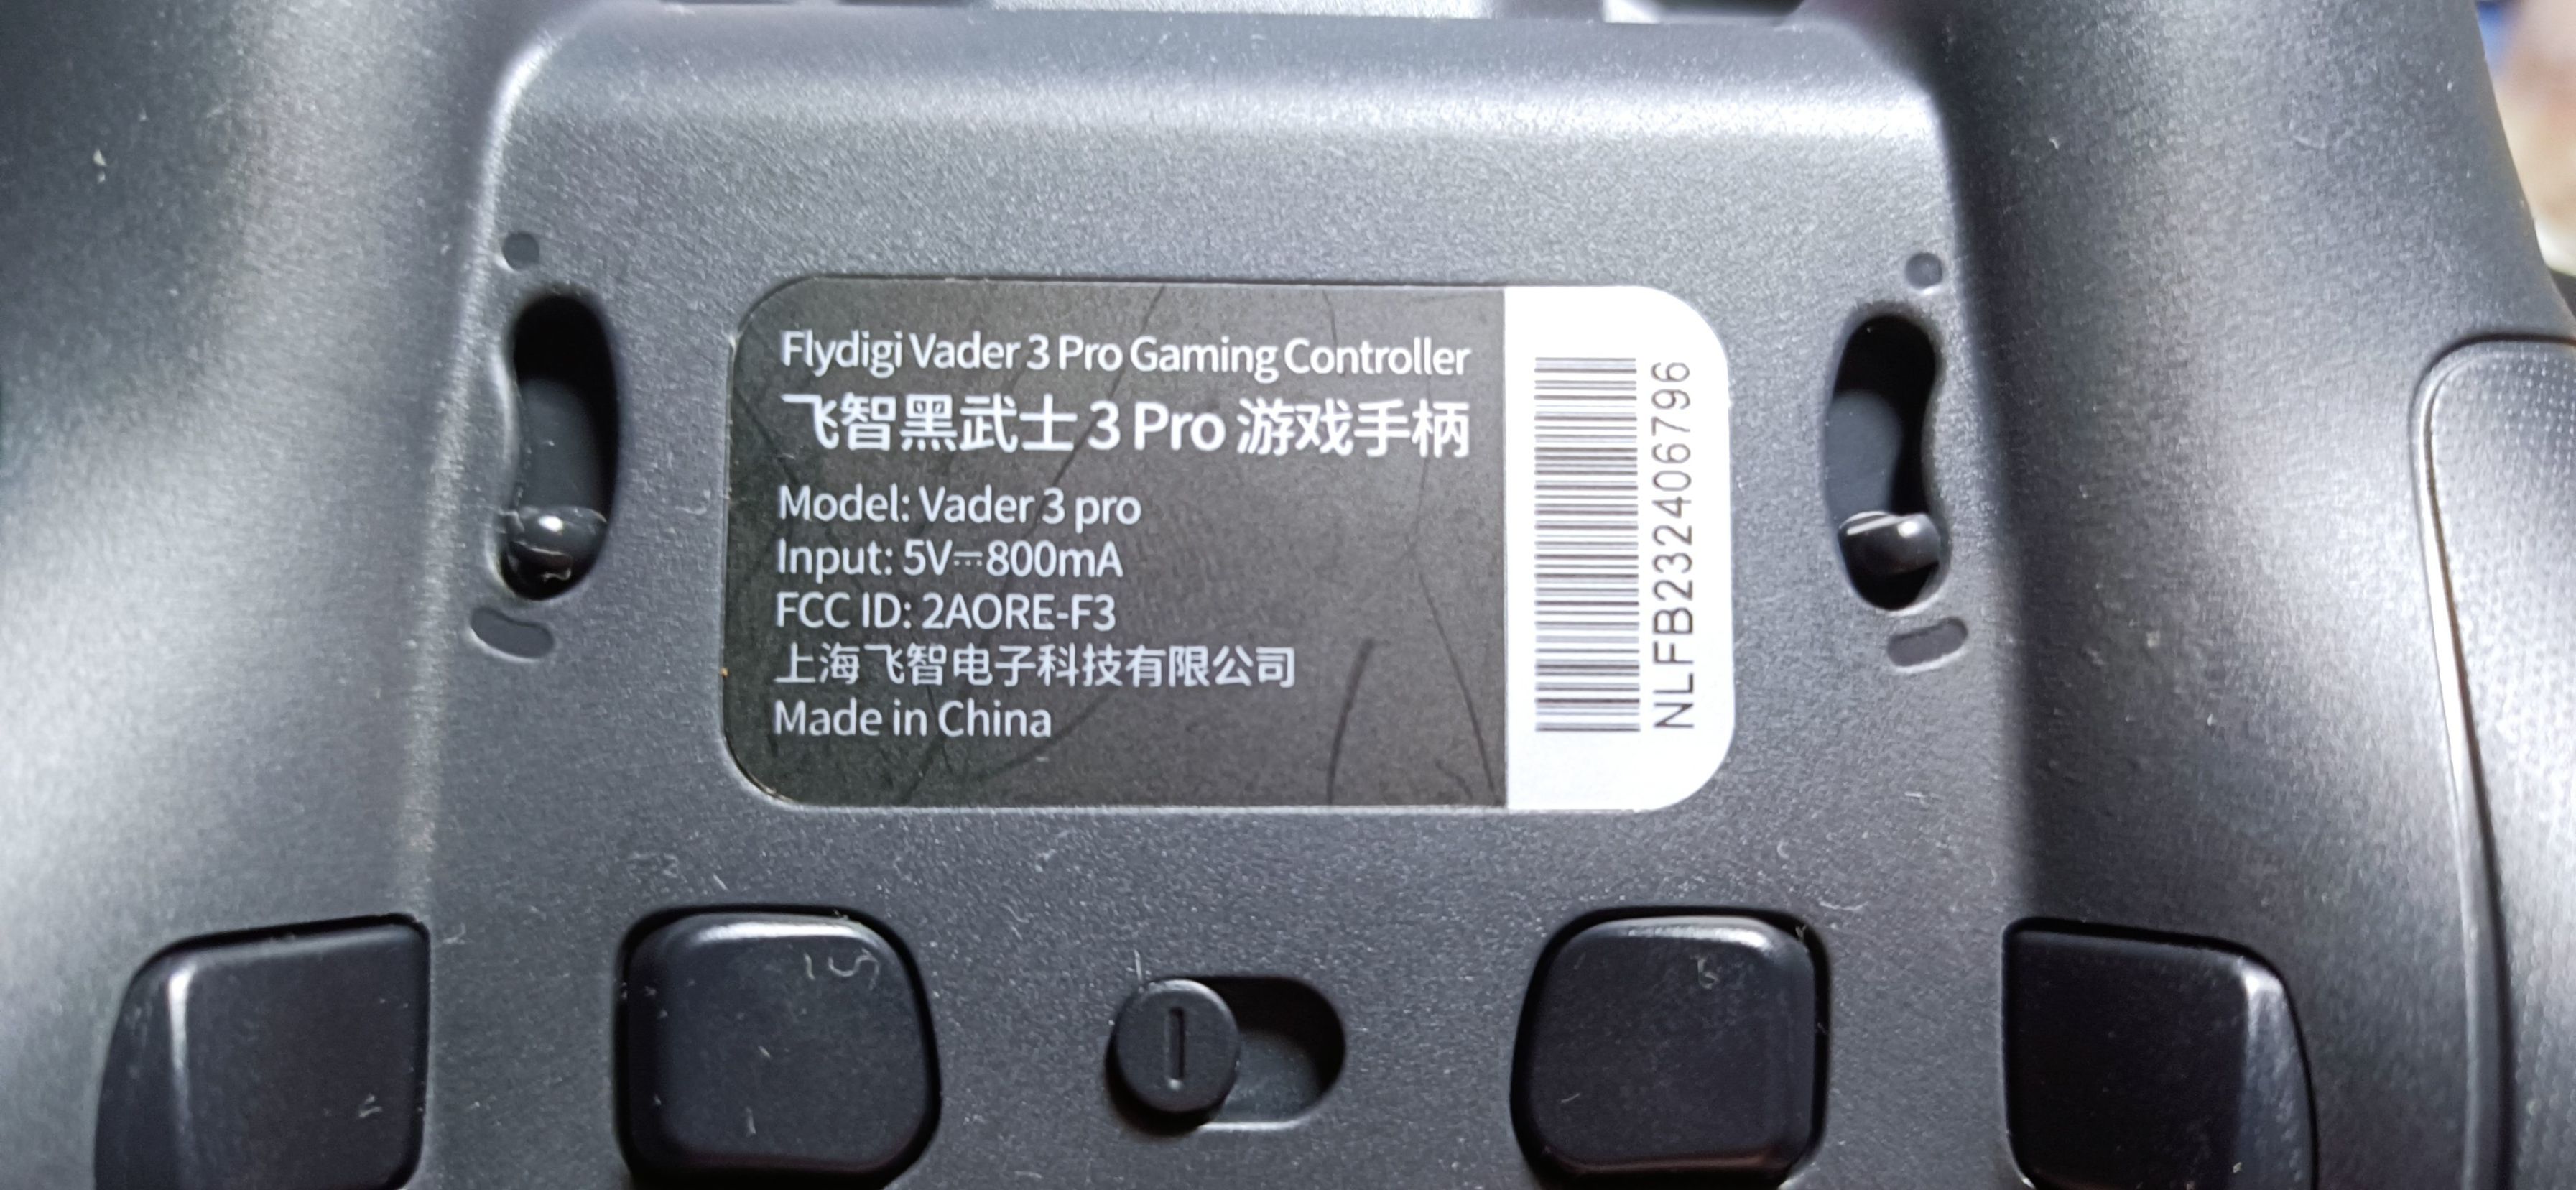 Flydigi Vader 3 Pro Gaming Controller
飞智黑武士 3 Pro 游戏手柄
Model: Vader 3 pro
Input: 5V⎓800mA
FCC ID: 2AORE-F3
上海飞智电子科技有限公司
Made in China
NLFB232406796